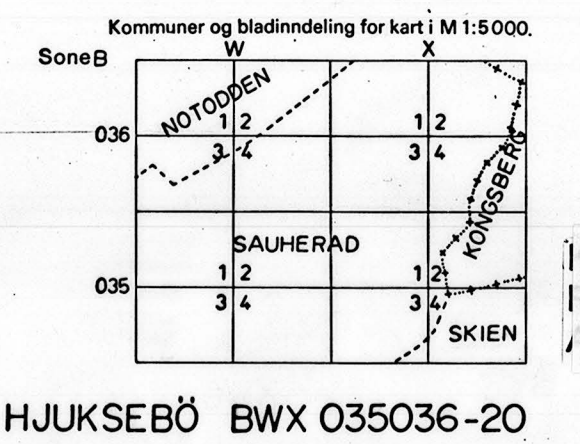 Kommuner og bladinndeling for kart i M 1:5000.
Sone B W X
NOTODDEN
036 1 2 1 2
3 4 3 4
KONGSBERG
SAUHERAD
035 1 2 1 2
3 4 3 4
SKIEN
HJUKSEBÖ BWX 035036-20